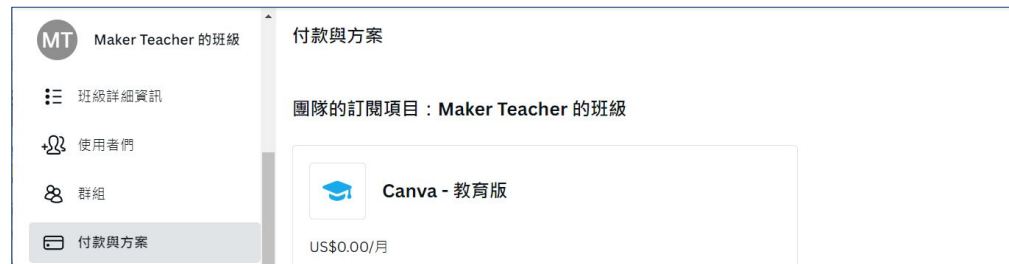 MT Maker Teacher 的班級
班級詳細資訊
使用者們
群組
付款與方案
付款與方案
團隊的訂閱項目：Maker Teacher 的班級
Canva - 教育版
US$0.00/月